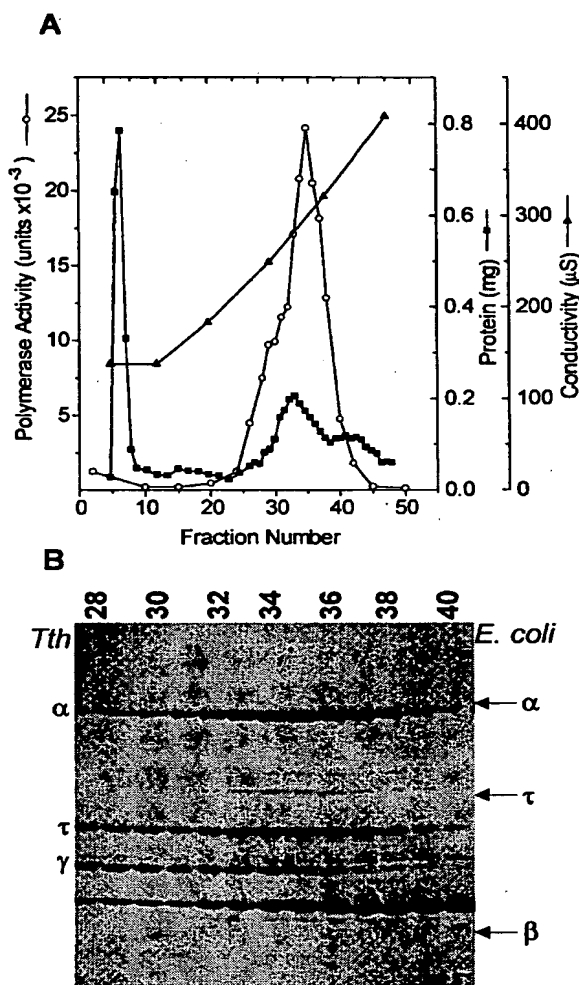 A
Polymerase Activity (units x10⁻³)
25
20
15
10
5
0.8
0.6
0.4
0.2
0.0
Protein (mg)
400
300
200
100
0
Conductivity (µS)
0 10 20 30 40 50
Fraction Number
B
28 30 32 34 36 38 40
Tth E. coli
α α
τ
τ
γ
β